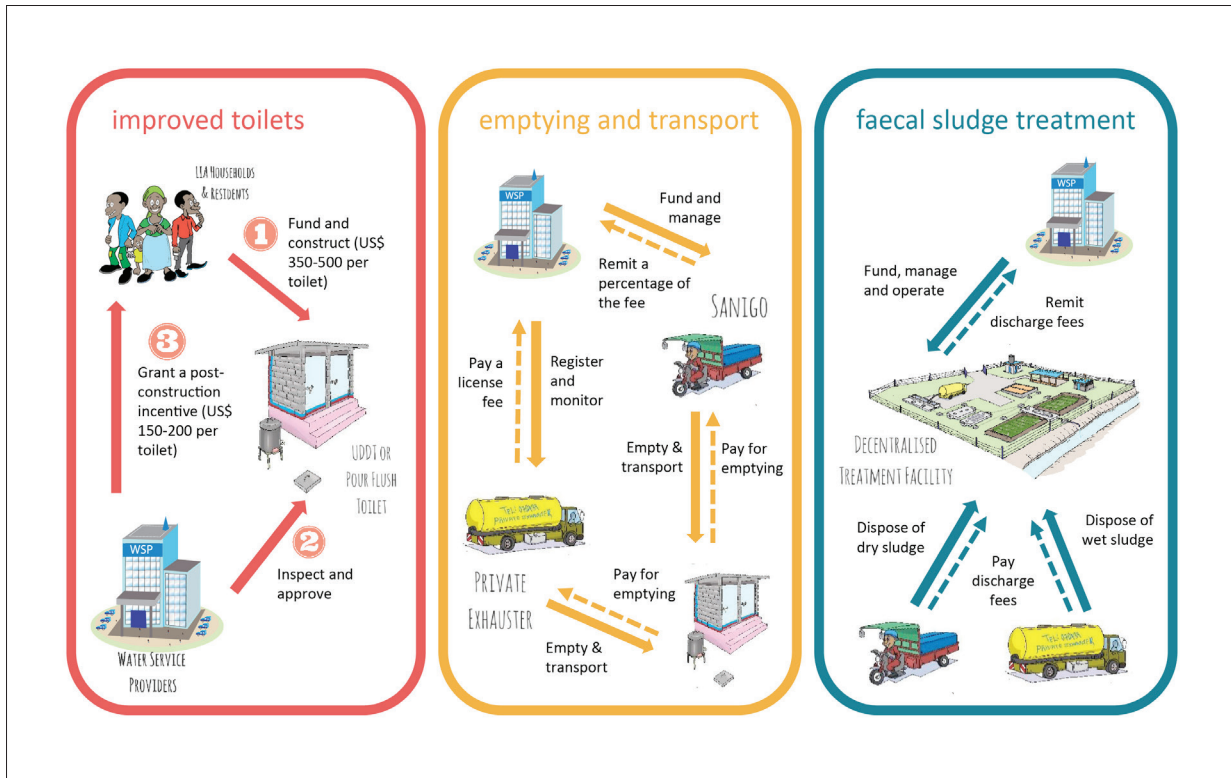 improved toilets
LIA HOUSEHOLDS
& RESIDENTS
1
Fund and
construct (US$
350-500 per
toilet)
3
Grant a post-
construction
incentive (US$
150-200 per
toilet)
UDDT OR
POUR FLUSH
TOILET
WSP
2
Inspect and
approve
WATER SERVICE
PROVIDERS
emptying and transport
WSP
Fund and
manage
Remit a
percentage of
the fee
SANIGO
Pay a
license
fee
Register
and
monitor
Empty &
transport
Pay for
emptying
PRIVATE
EXHAUSTER
Pay for
emptying
Empty &
transport
faecal sludge treatment
WSP
Fund, manage
and operate
Remit
discharge fees
DECENTRALISED
TREATMENT FACILITY
Dispose of
dry sludge
Pay
discharge
fees
Dispose of
wet sludge